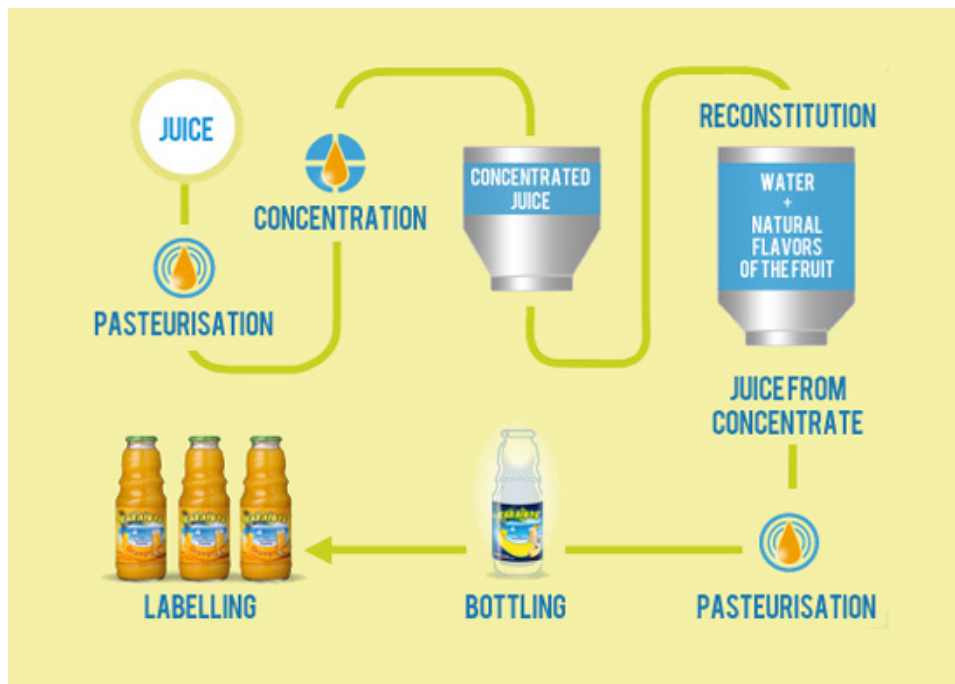 JUICE
PASTEURISATION
CONCENTRATION
CONCENTRATED
JUICE
RECONSTITUTION
WATER
+
NATURAL
FLAVORS
OF THE FRUIT
JUICE FROM
CONCENTRATE
PASTEURISATION
BOTTLING
LABELLING